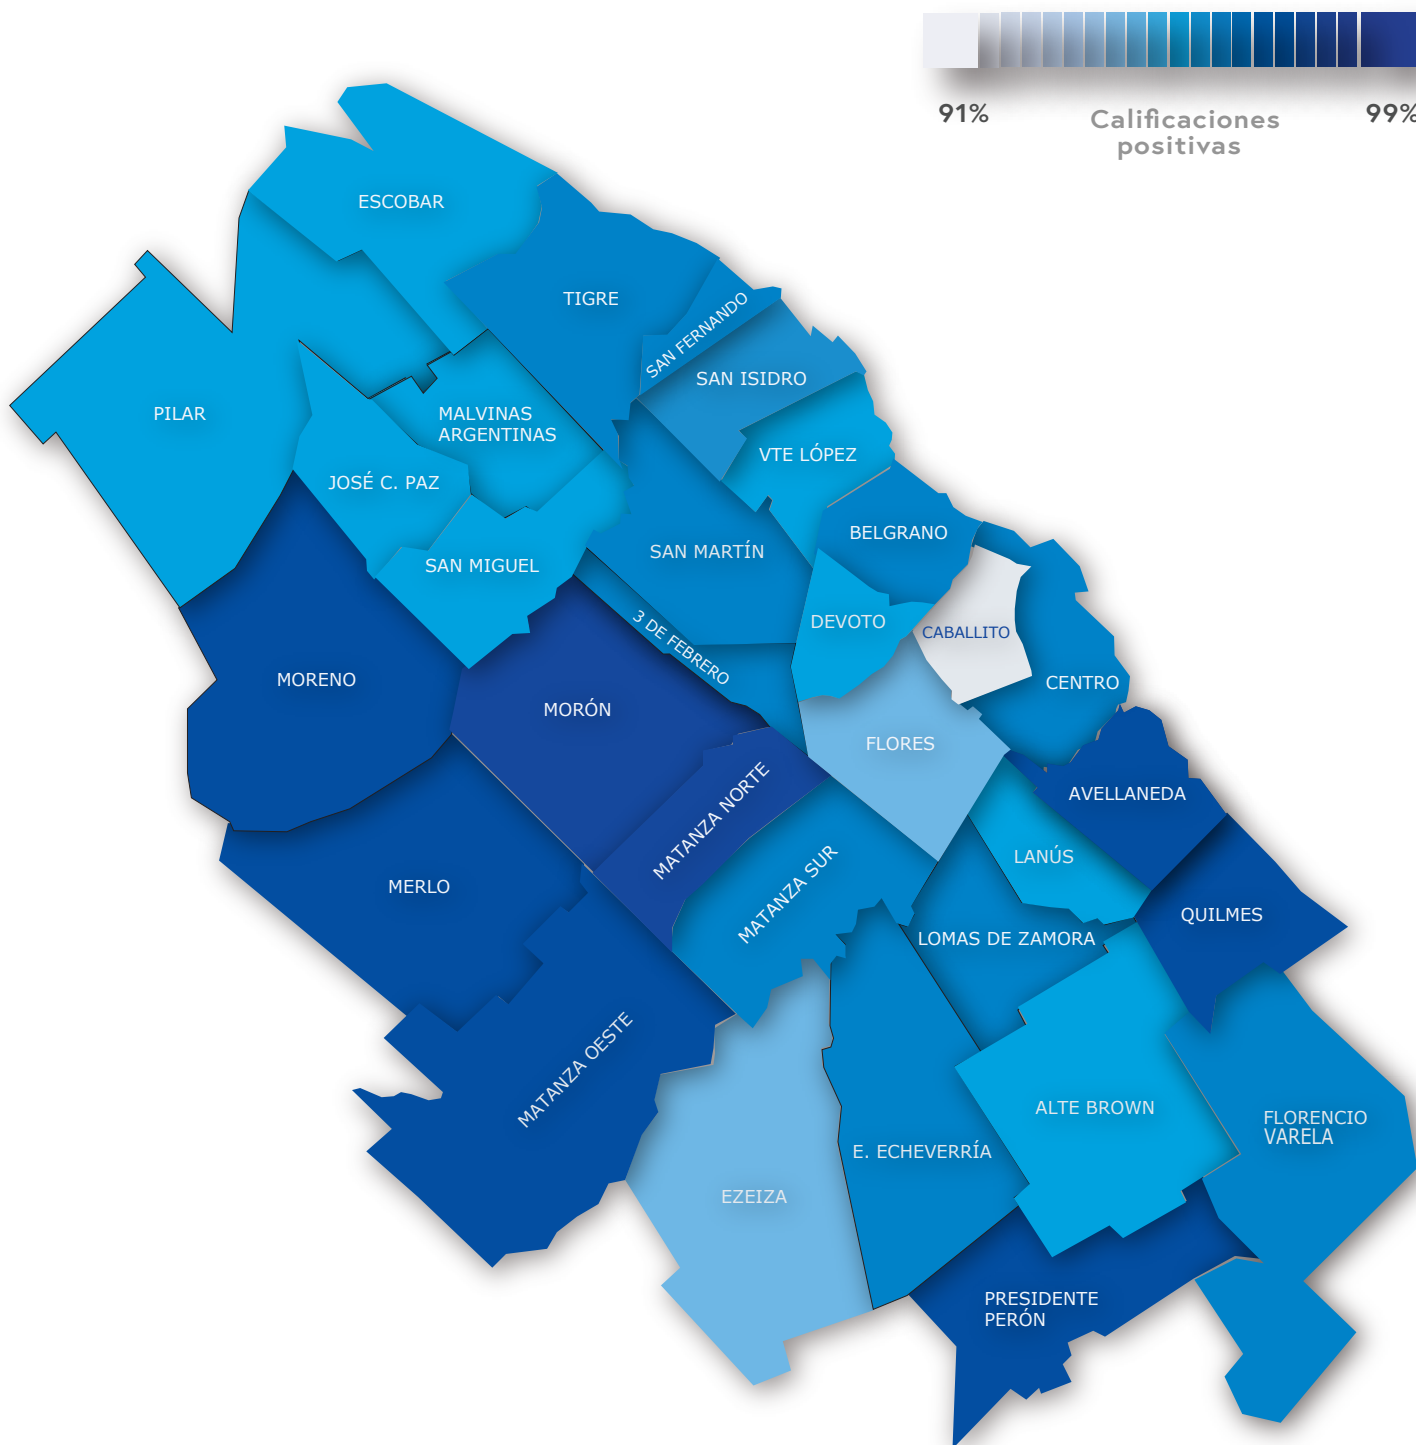 91%
99%
Calificaciones
positivas
ESCOBAR
TIGRE
SAN FERNANDO
SAN ISIDRO
PILAR
MALVINAS
ARGENTINAS
VTE LÓPEZ
JOSÉ C. PAZ
BELGRANO
SAN MARTÍN
SAN MIGUEL
DEVOTO
CABALLITO
3 DE FEBRERO
MORENO
CENTRO
MORÓN
FLORES
AVELLANEDA
MATANZA NORTE
LANÚS
MERLO
MATANZA SUR
QUILMES
LOMAS DE ZAMORA
MATANZA OESTE
ALTE BROWN
FLORENCIO
VARELA
E. ECHEVERRÍA
EZEIZA
PRESIDENTE
PERÓN